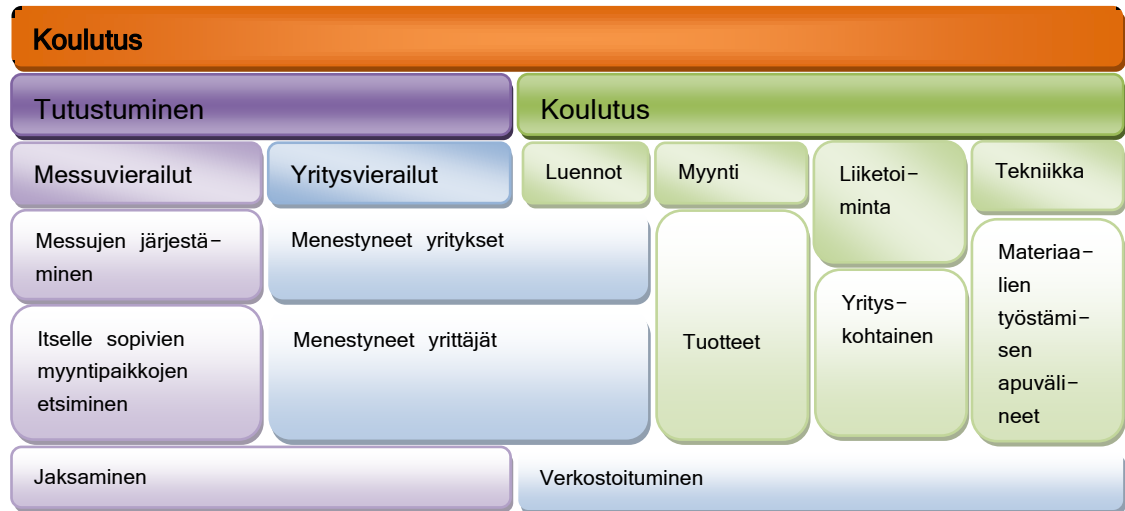 Koulutus
Tutustuminen
Koulutus
Messuvierailut
Yritysvierailut
Luennot
Myynti
Liiketoi-
minta
Tekniikka
Messujen järjestä-
minen
Menestyneet yritykset
Itselle sopivien
myyntipaikkojen
etsiminen
Menestyneet yrittäjät
Tuotteet
Yritys-
kohtainen
Materiaa-
lien
työstämi-
sen
apuväli-
neet
Jaksaminen
Verkostoituminen